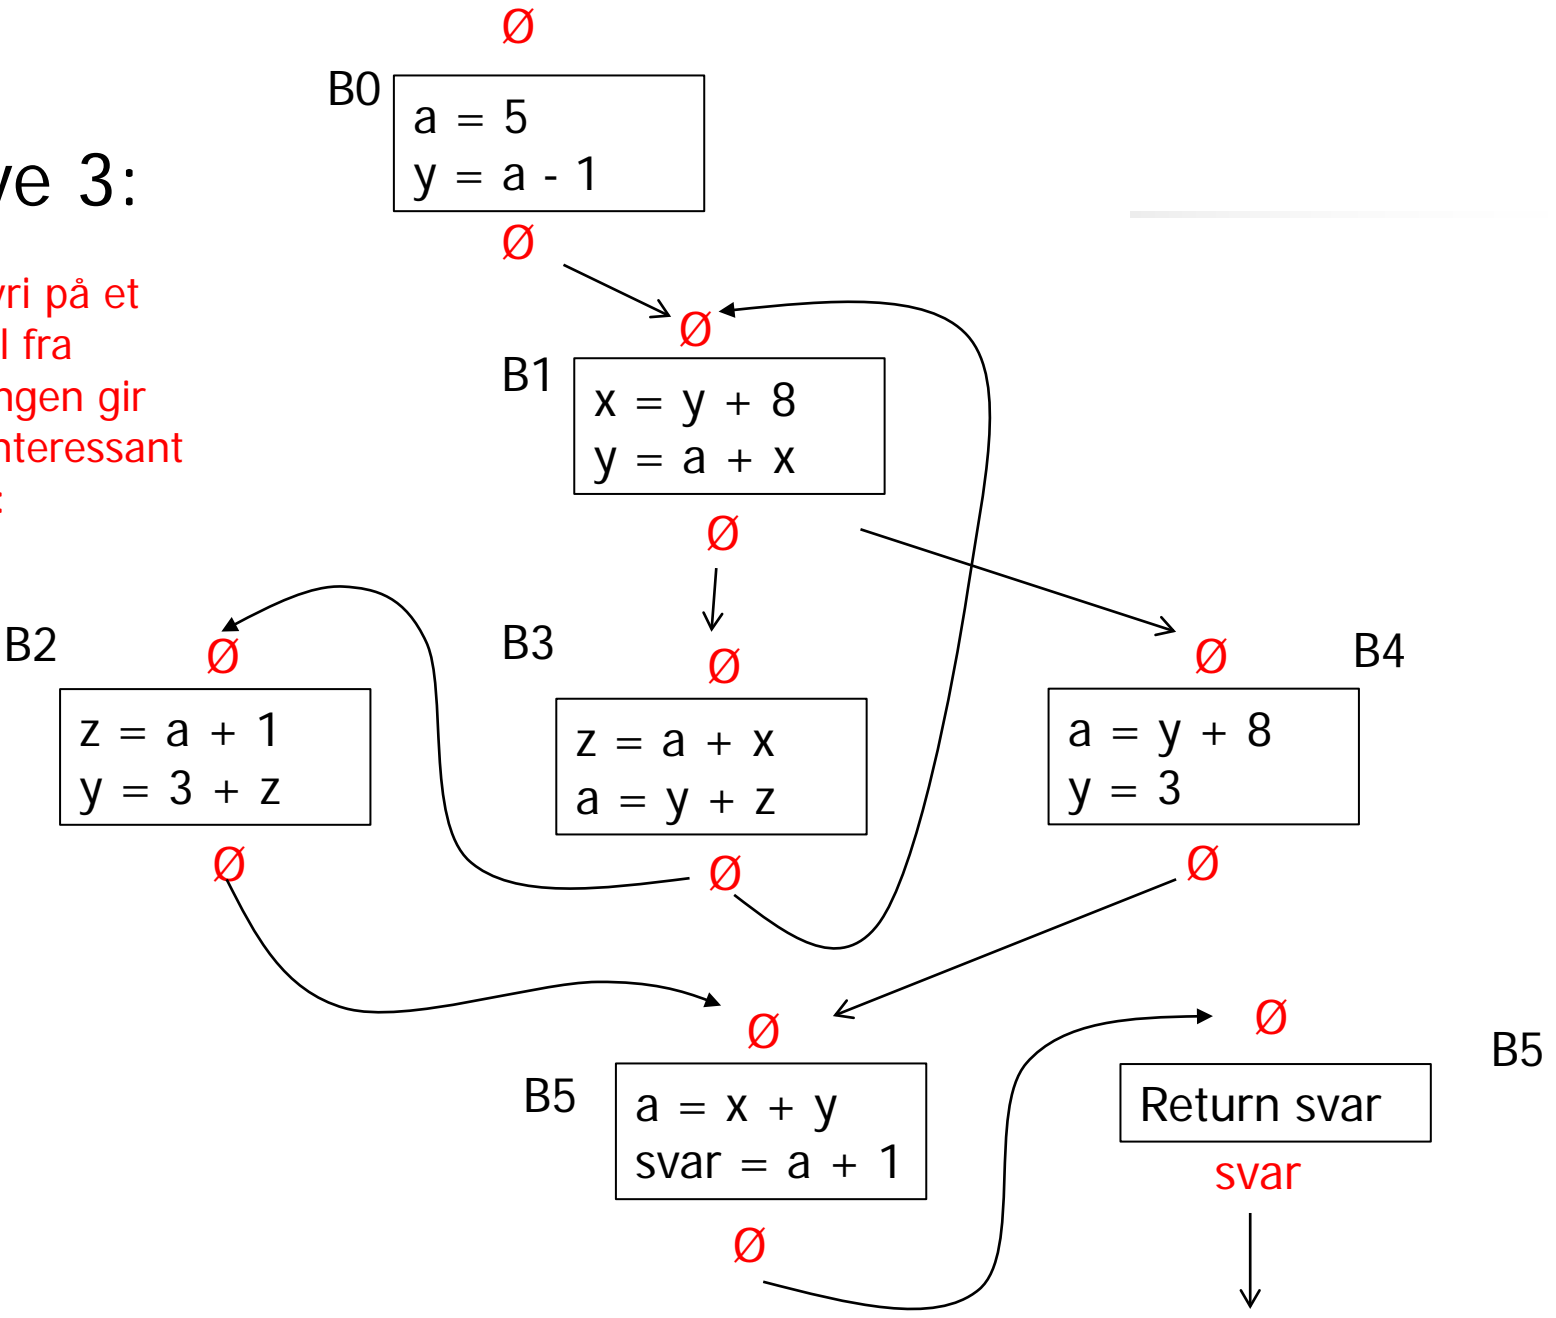 Ø
B0
a = 5
y = a - 1
ve 3:
Ø
vri på et
l fra
ngen gir
nteressant
:
Ø
B1
x = y + 8
y = a + x
Ø
B2
Ø
B3
Ø
Ø
B4
z = a + 1
y = 3 + z
z = a + x
a = y + z
a = y + 8
y = 3
Ø
Ø
Ø
Ø
B5
a = x + y
svar = a + 1
Ø
Ø
B5
Return svar
svar